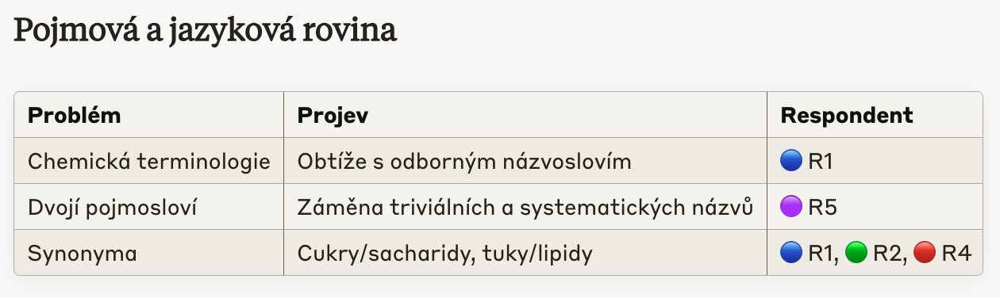 Pojmová a jazyková rovina
Problém Projev Respondent
Chemická terminologie Obtíže s odborným názvoslovím 🔵 R1
Dvojí pojmosloví Záměna triviálních a systematických názvů 🟣 R5
Synonyma Cukry/sacharidy, tuky/lipidy 🔵 R1, 🟢 R2, 🔴 R4